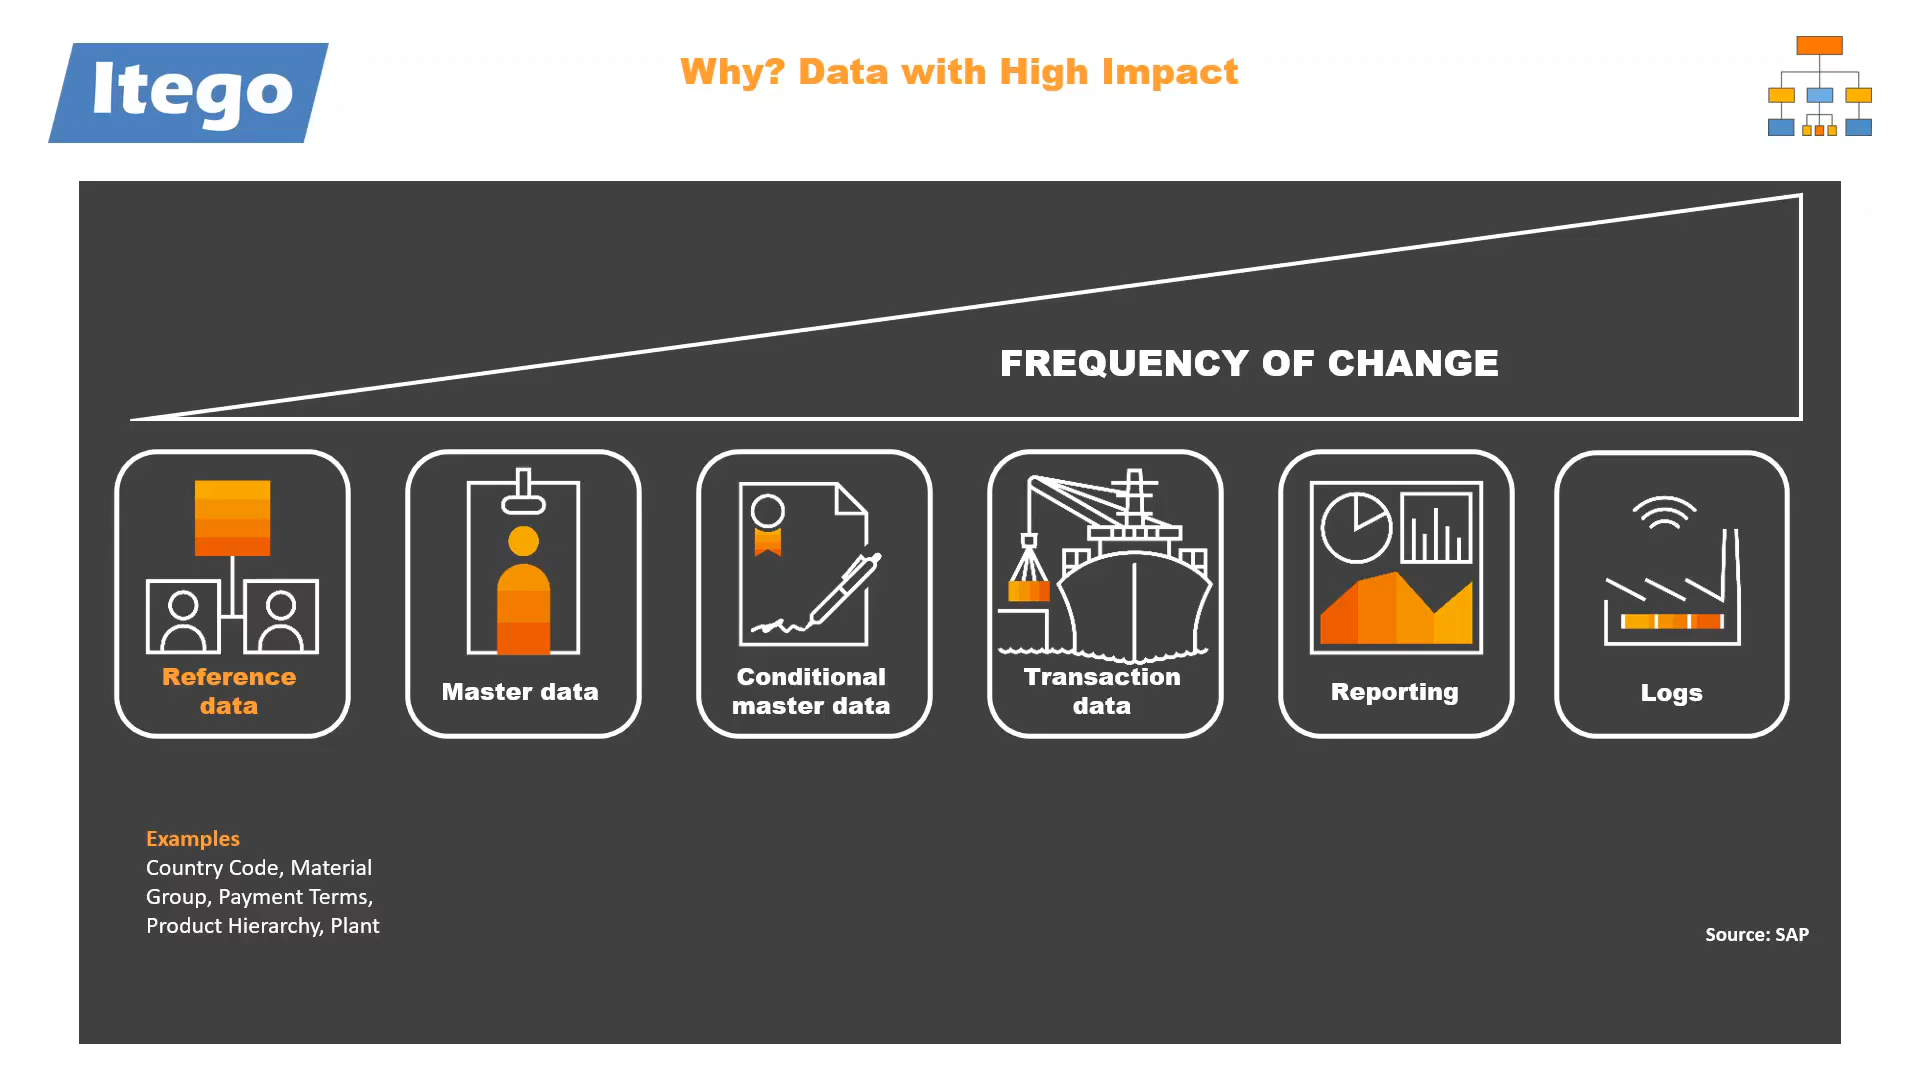 Itego
Why? Data with High Impact
FREQUENCY OF CHANGE
Reference
data
Master data
Conditional
master data
Transaction
data
Reporting
Logs
Examples
Country Code, Material
Group, Payment Terms,
Product Hierarchy, Plant
Source: SAP